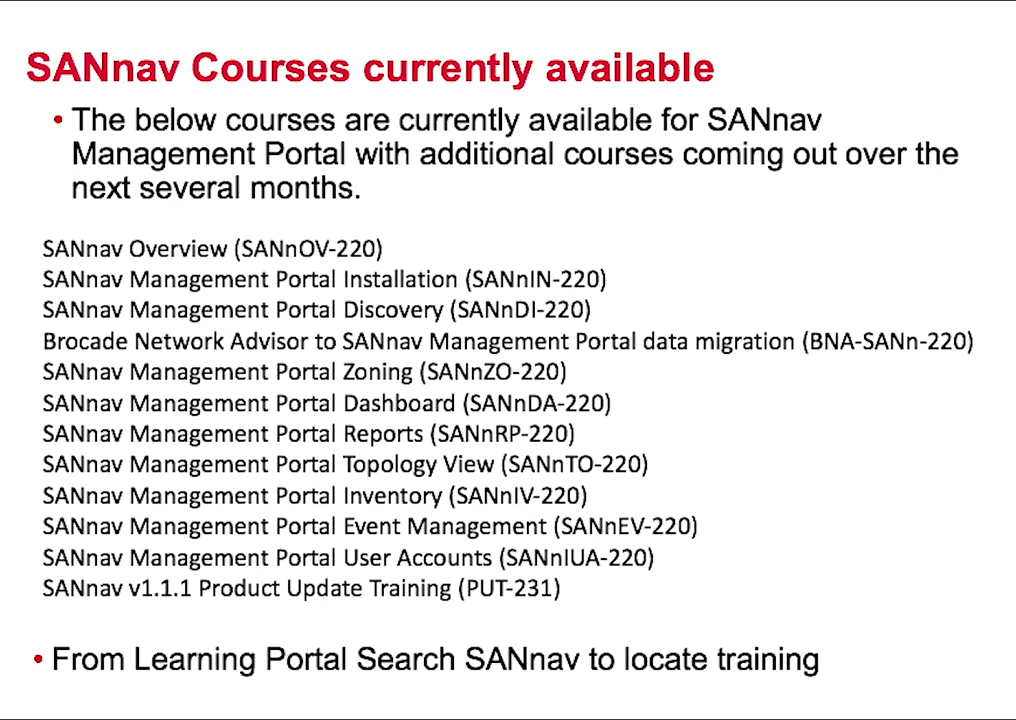 SANnav Courses currently available
• The below courses are currently available for SANnav
Management Portal with additional courses coming out over the
next several months.
SANnav Overview (SANnOV-220)
SANnav Management Portal Installation (SANnIN-220)
SANnav Management Portal Discovery (SANnDI-220)
Brocade Network Advisor to SANnav Management Portal data migration (BNA-SANn-220)
SANnav Management Portal Zoning (SANnZO-220)
SANnav Management Portal Dashboard (SANnDA-220)
SANnav Management Portal Reports (SANnRP-220)
SANnav Management Portal Topology View (SANnTO-220)
SANnav Management Portal Inventory (SANnIV-220)
SANnav Management Portal Event Management (SANnEV-220)
SANnav Management Portal User Accounts (SANnIUA-220)
SANnav v1.1.1 Product Update Training (PUT-231)
• From Learning Portal Search SANnav to locate training